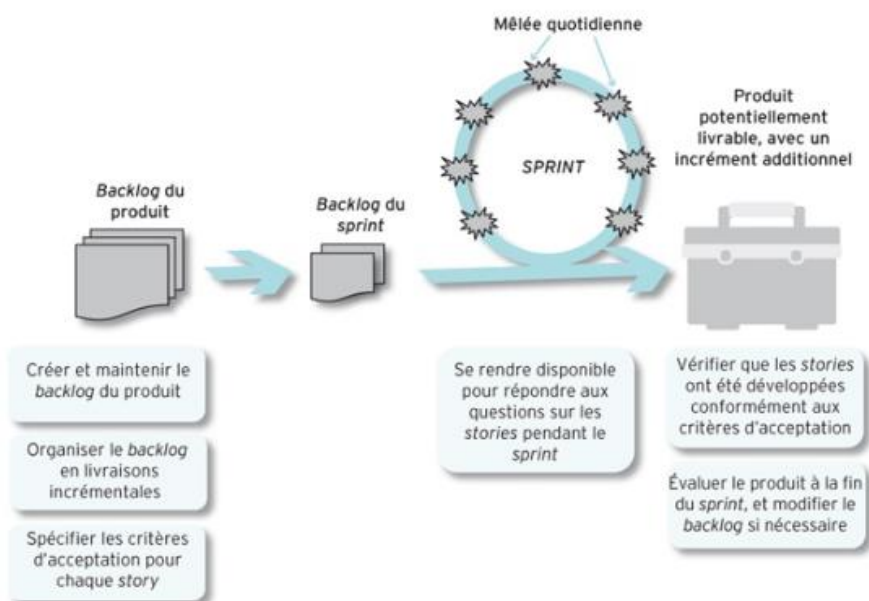 Mêlée quotidienne
Produit
potentiellement
livrable, avec un
incrément additionnel
SPRINT
Backlog du
produit
Backlog du
sprint
Créer et maintenir le
backlog du produit
Organiser le backlog
en livraisons
incrémentales
Spécifier les critères
d'acceptation pour
chaque story
Se rendre disponible
pour répondre aux
questions sur les
stories pendant le
sprint
Vérifier que les stories
ont été développées
conformément aux
critères d'acceptation
Évaluer le produit à la fin
du sprint, et modifier le
backlog si nécessaire